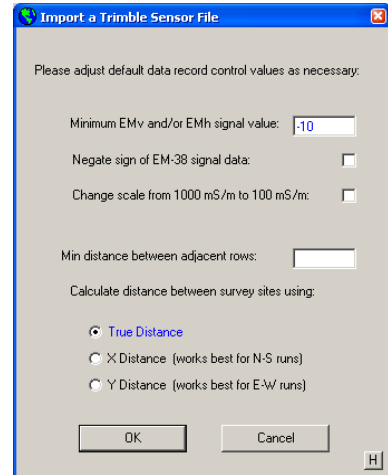 Import a Trimble Sensor File
Please adjust default data record control values as necessary:
Minimum EMv and/or EMh signal value: -10
Negate sign of EM-38 signal data:
Change scale from 1000 mS/m to 100 mS/m:
Min distance between adjacent rows:
Calculate distance between survey sites using:
True Distance
X Distance (works best for N-S runs)
Y Distance (works best for E-W runs)
OK Cancel
H